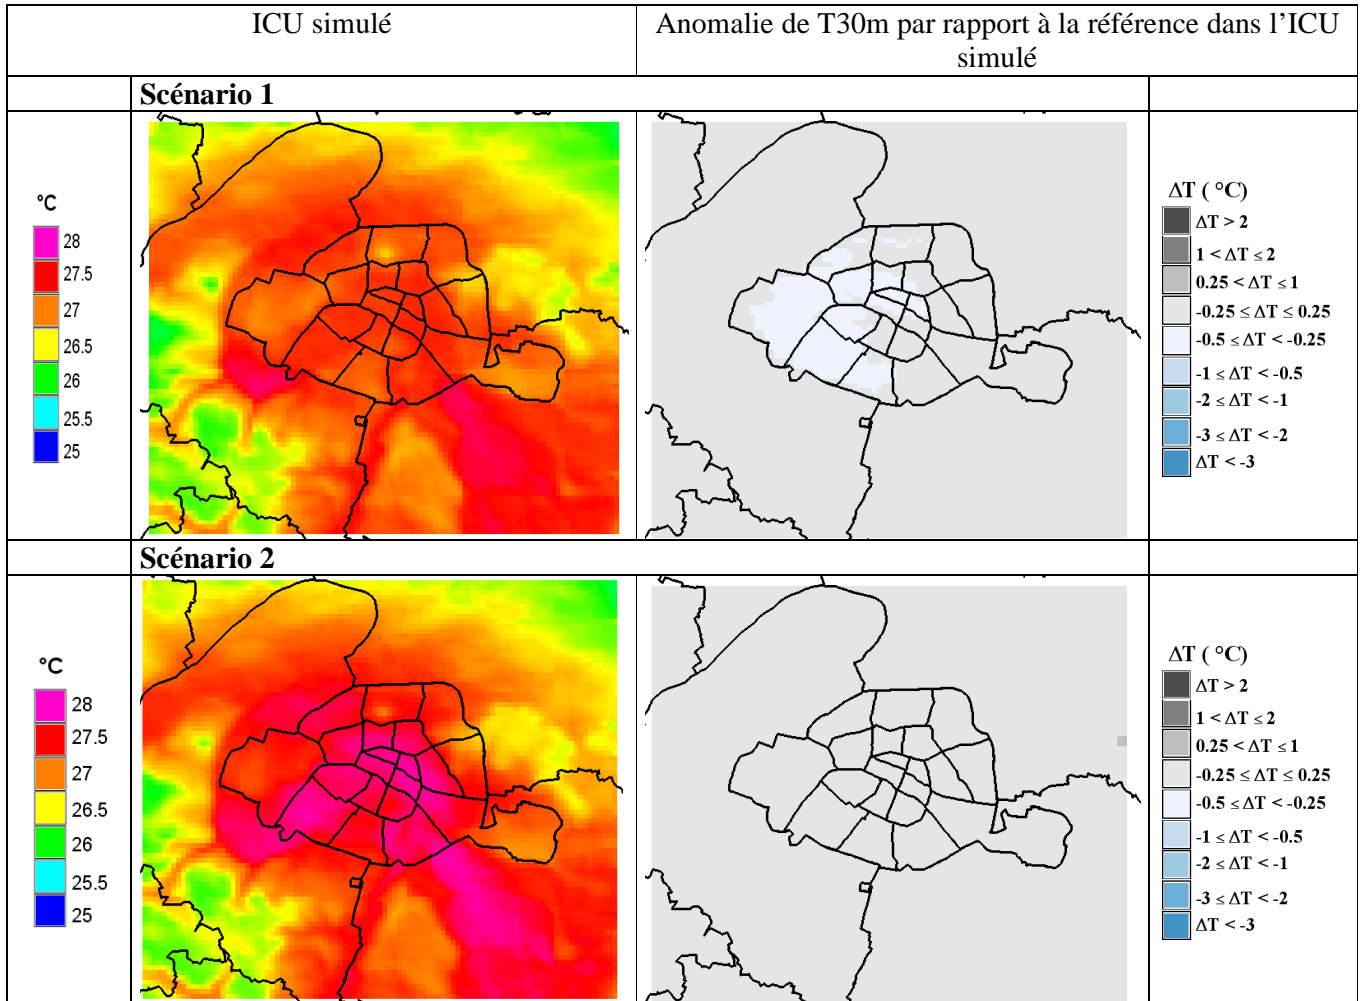 ICU simulé
Anomalie de T30m par rapport à la référence dans l’ICU
simulé
Scénario 1
°C
28
27.5
27
26.5
26
25.5
25
ΔT ( °C)
ΔT > 2
1 < ΔT ≤ 2
0.25 < ΔT ≤ 1
-0.25 ≤ ΔT ≤ 0.25
-0.5 ≤ ΔT < -0.25
-1 ≤ ΔT < -0.5
-2 ≤ ΔT < -1
-3 ≤ ΔT < -2
ΔT < -3
Scénario 2
°C
28
27.5
27
26.5
26
25.5
25
ΔT ( °C)
ΔT > 2
1 < ΔT ≤ 2
0.25 < ΔT ≤ 1
-0.25 ≤ ΔT ≤ 0.25
-0.5 ≤ ΔT < -0.25
-1 ≤ ΔT < -0.5
-2 ≤ ΔT < -1
-3 ≤ ΔT < -2
ΔT < -3